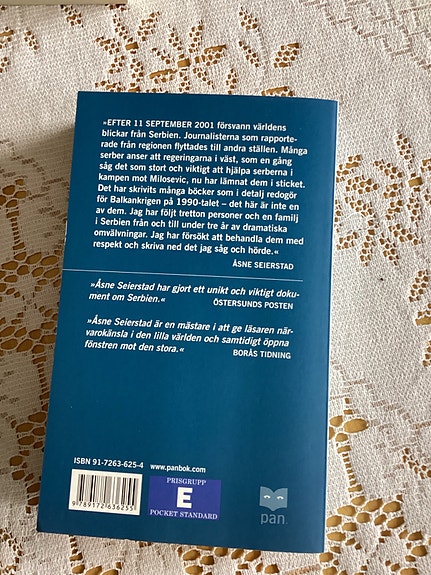 »EFTER 11 SEPTEMBER 2001 försvann världens
blickar från Serbien. Journalisterna som rapporte-
rade från regionen flyttades till andra ställen. Många
serber anser att regeringarna i väst, som en gång
såg det som stort och viktigt att hjälpa serberna i
kampen mot Milosevic, nu har lämnat dem i sticket.
Det har skrivits många böcker som i detalj redogör
för Balkankrigen på 1990-talet – det här är inte en
av dem. Jag har följt tretton personer och en familj
i Serbien från och till under tre år av dramatiska
omvälvningar. Jag har försökt att behandla dem med
respekt och skriva ned det jag såg och hörde.«
ÅSNE SEIERSTAD
»Åsne Seierstad har gjort ett unikt och viktigt doku-
ment om Serbien.« ÖSTERSUNDS POSTEN
»Åsne Seierstad är en mästare i att ge läsaren när-
varokänsla i den lilla världen och samtidigt öppna
fönstren mot den stora.« BORÅS TIDNING
ISBN 91-7263-625-4 www.panbok.com
PRISGRUPP
E
POCKET STANDARD
9789172636255
pan